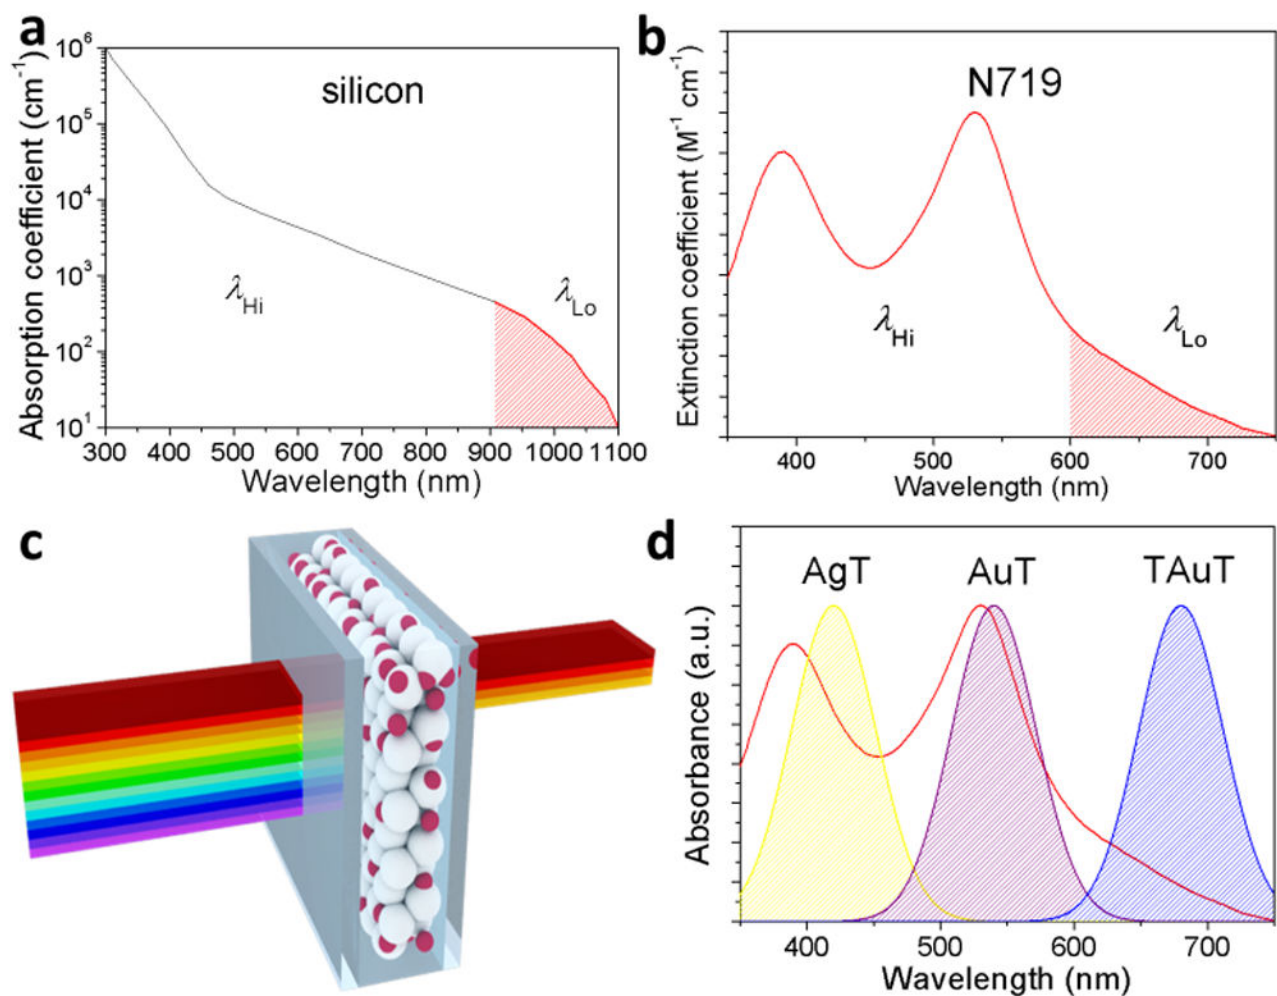 a
silicon
Absorption coefficient (cm⁻¹)
10⁶
10⁵
10⁴
10³
10²
10¹
λHi
λLo
300 400 500 600 700 800 900 1000 1100
Wavelength (nm)
b
N719
Extinction coefficient (M⁻¹ cm⁻¹)
λHi
λLo
400 500 600 700
Wavelength (nm)
c
d
AgT AuT TAuT
Absorbance (a.u.)
400 500 600 700
Wavelength (nm)